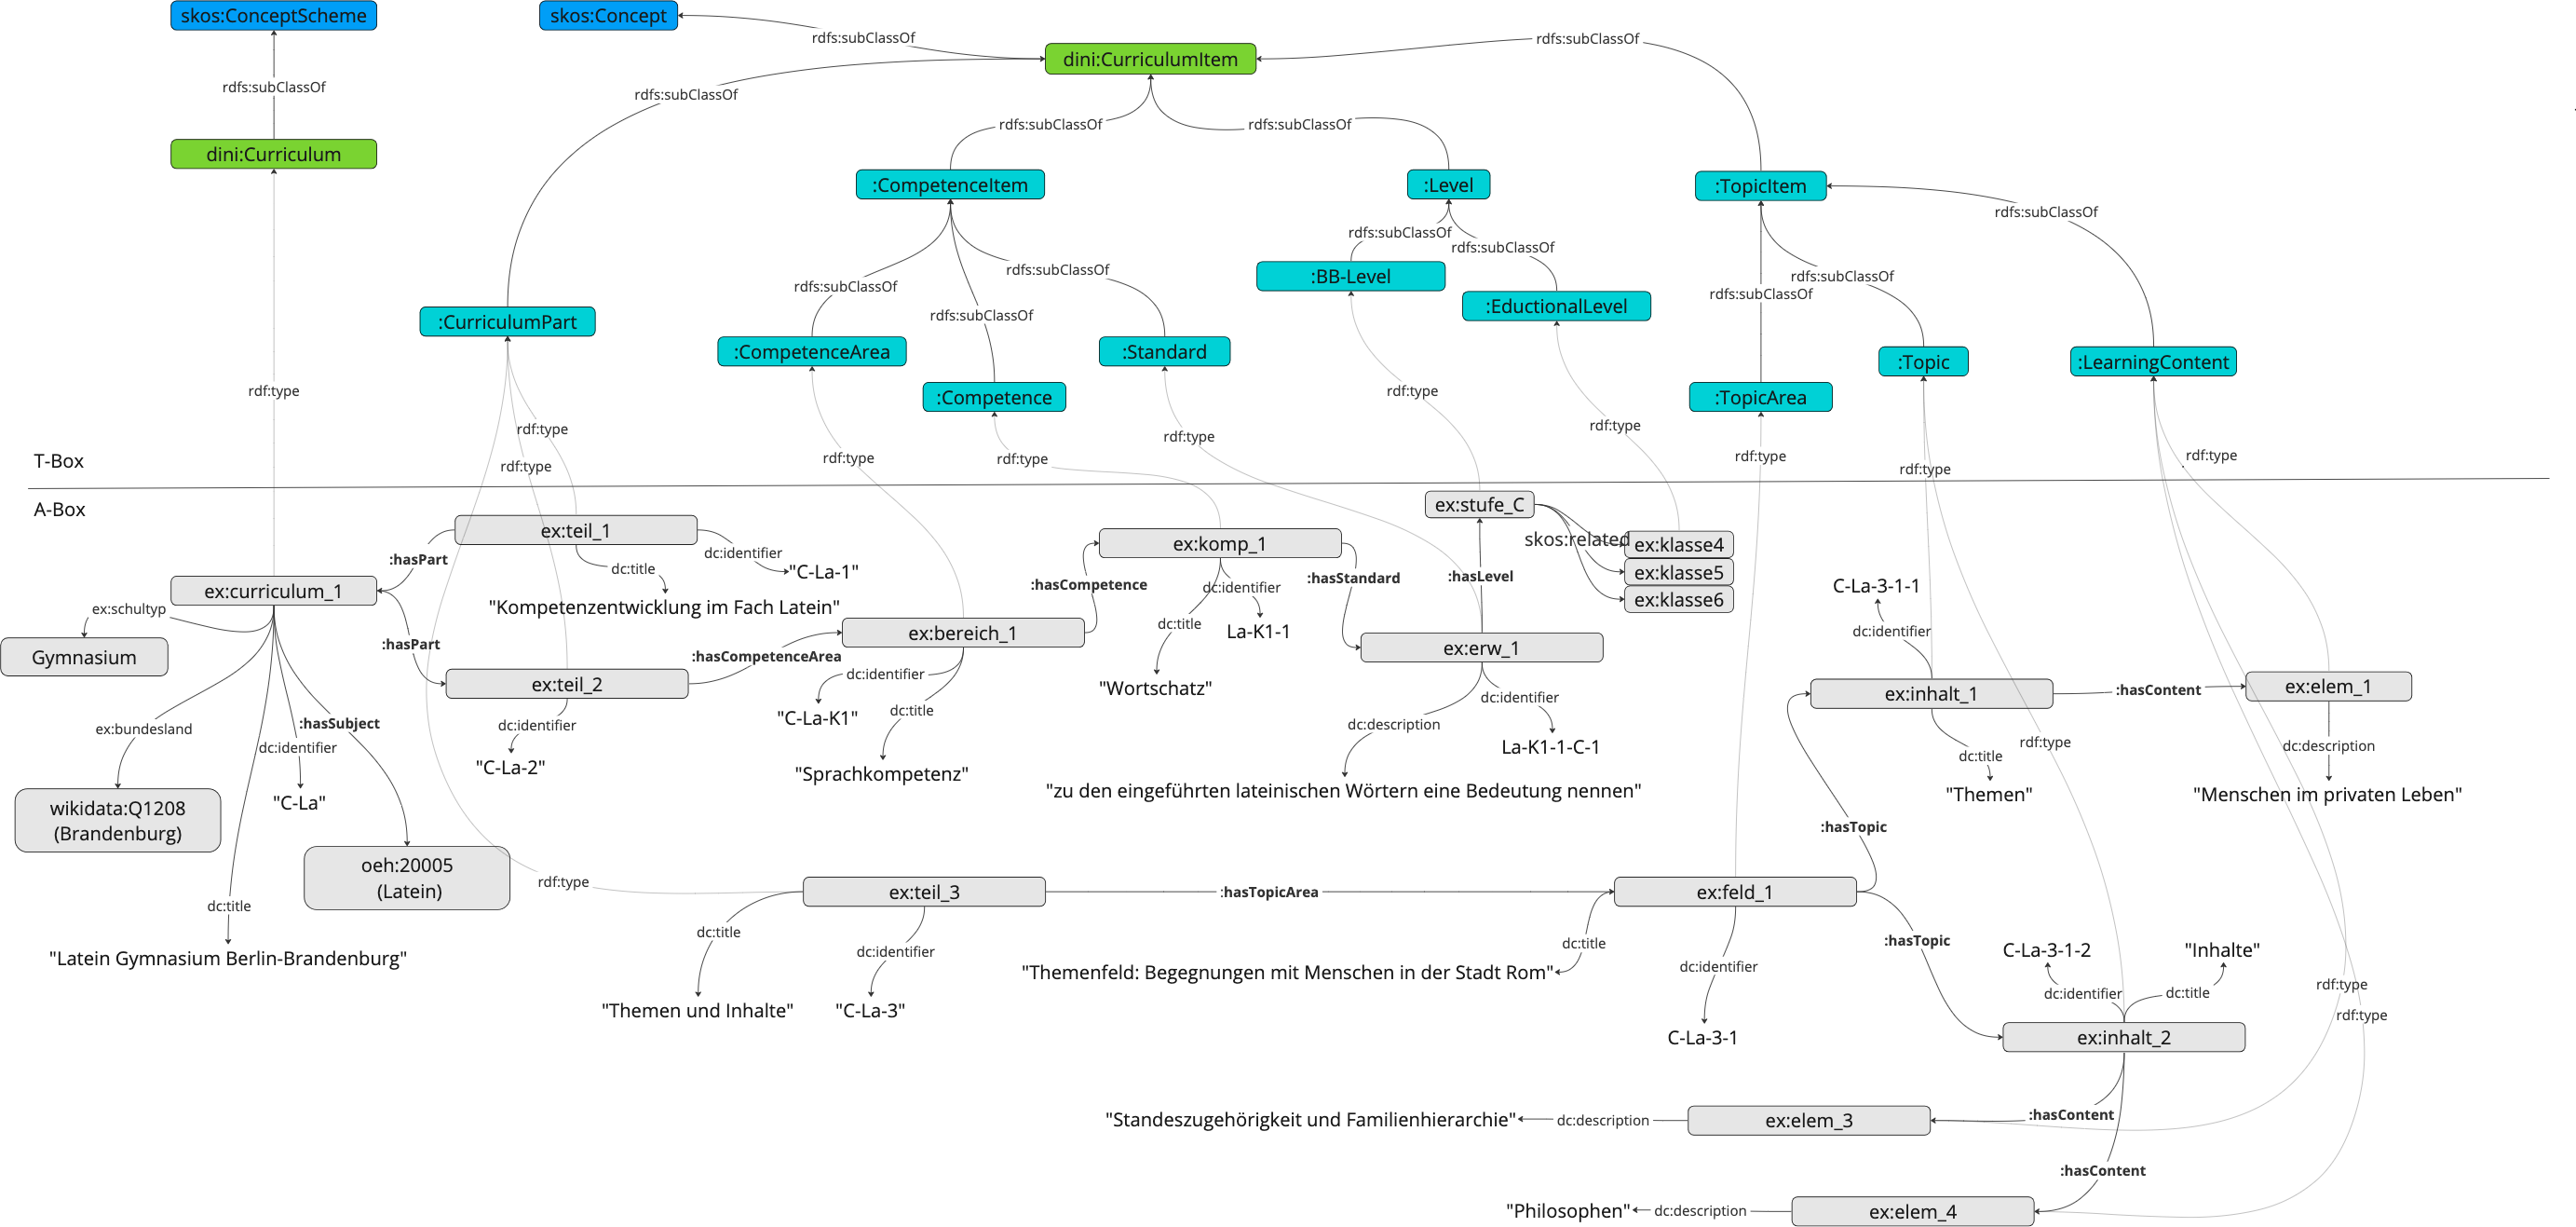 skos:ConceptScheme
skos:Concept
rdfs:subClassOf
rdfs:subClassOf
dini:CurriculumItem
rdfs:subClassOf
rdfs:subClassOf
rdfs:subClassOf
rdfs:subClassOf
dini:Curriculum
:CompetenceItem
:Level
:TopicItem
rdfs:subClassOf
rdfs:subClassOf
rdfs:subClassOf
rdfs:subClassOf
:BB-Level
rdfs:subClassOf
rdfs:subClassOf
rdfs:subClassOf
:EductionalLevel
rdfs:subClassOf
rdfs:subClassOf
:CurriculumPart
:CompetenceArea
:Standard
:Topic
:LearningContent
rdf:type
:Competence
rdf:type
:TopicArea
rdf:type
rdf:type
rdf:type
rdf:type
rdf:type
rdf:type
rdf:type
rdf:type
rdf:type
rdf:type
T-Box
A-Box
ex:stufe_C
ex:teil_1
:hasPart
dc:identifier
"C-La-1"
dc:title
ex:komp_1
skos:related
ex:klasse4
ex:klasse5
ex:klasse6
ex:curriculum_1
"Kompetenzentwicklung im Fach Latein"
:hasCompetence
dc:identifier
:hasStandard
:hasLevel
C-La-3-1-1
ex:schultyp
Gymnasium
:hasPart
ex:bereich_1
dc:title
La-K1-1
ex:erw_1
dc:identifier
:hasCompetenceArea
ex:teil_2
dc:identifier
"Wortschatz"
ex:inhalt_1
:hasContent
ex:elem_1
dc:identifier
"C-La-K1"
dc:title
dc:description
dc:identifier
ex:bundesland
:hasSubject
dc:identifier
"C-La-2"
"Sprachkompetenz"
La-K1-1-C-1
dc:title
rdf:type
dc:description
"zu den eingeführten lateinischen Wörtern eine Bedeutung nennen"
"Themen"
"Menschen im privaten Leben"
wikidata:Q1208
(Brandenburg)
"C-La"
:hasTopic
oeh:20005
(Latein)
dc:title
rdf:type
ex:teil_3
:hasTopicArea
ex:feld_1
"Latein Gymnasium Berlin-Brandenburg"
dc:title
dc:identifier
dc:title
:hasTopic
C-La-3-1-2
"Inhalte"
"Themenfeld: Begegnungen mit Menschen in der Stadt Rom"
dc:identifier
dc:identifier
dc:title
rdf:type
"Themen und Inhalte"
"C-La-3"
rdf:type
C-La-3-1
ex:inhalt_2
"Standeszugehörigkeit und Familienhierarchie"
dc:description
ex:elem_3
:hasContent
:hasContent
"Philosophen"
dc:description
ex:elem_4